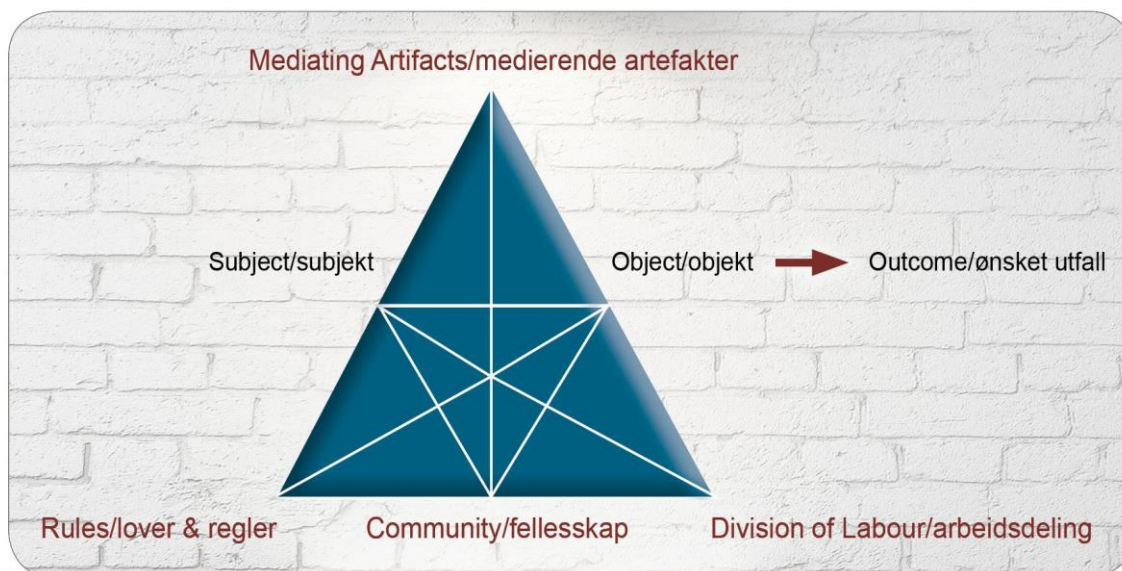 Mediating Artifacts/medierende artefakter
Subject/subjekt
Object/objekt
Outcome/ønsket utfall
Rules/lover & regler
Community/fellesskap
Division of Labour/arbeidsdeling